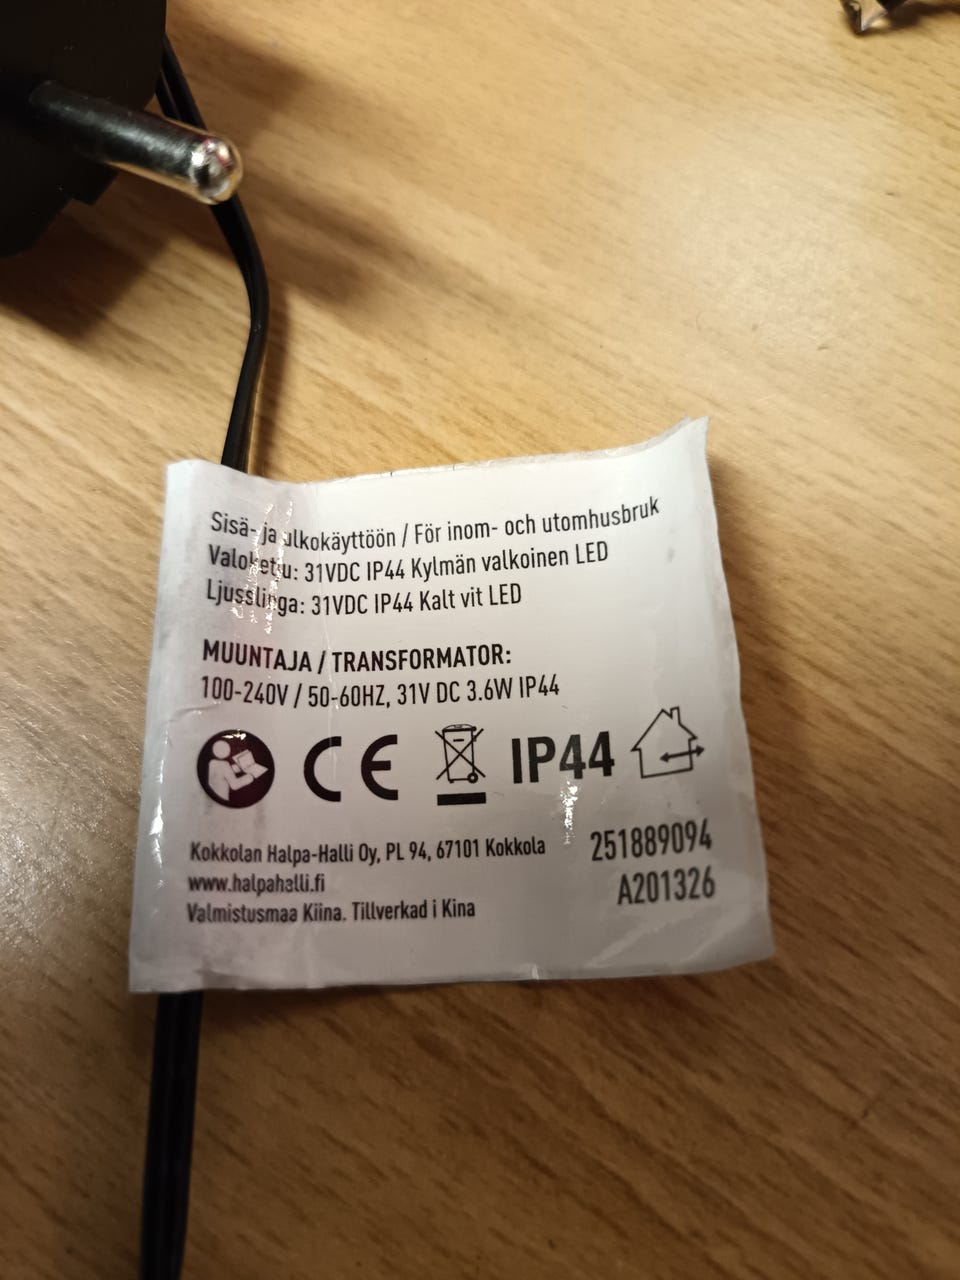 Sisä- ja ulkokäyttöön / För inom- och utomhusbruk
Valoketju: 31VDC IP44 Kylmän valkoinen LED
Ljusslinga: 31VDC IP44 Kalt vit LED
MUUNTAJA / TRANSFORMATOR:
100-240V / 50-60HZ, 31V DC 3.6W IP44
CE IP44
Kokkolan Halpa-Halli Oy, PL 94, 67101 Kokkola
www.halpahalli.fi
Valmistusmaa Kiina. Tillverkad i Kina
251889094
A201326